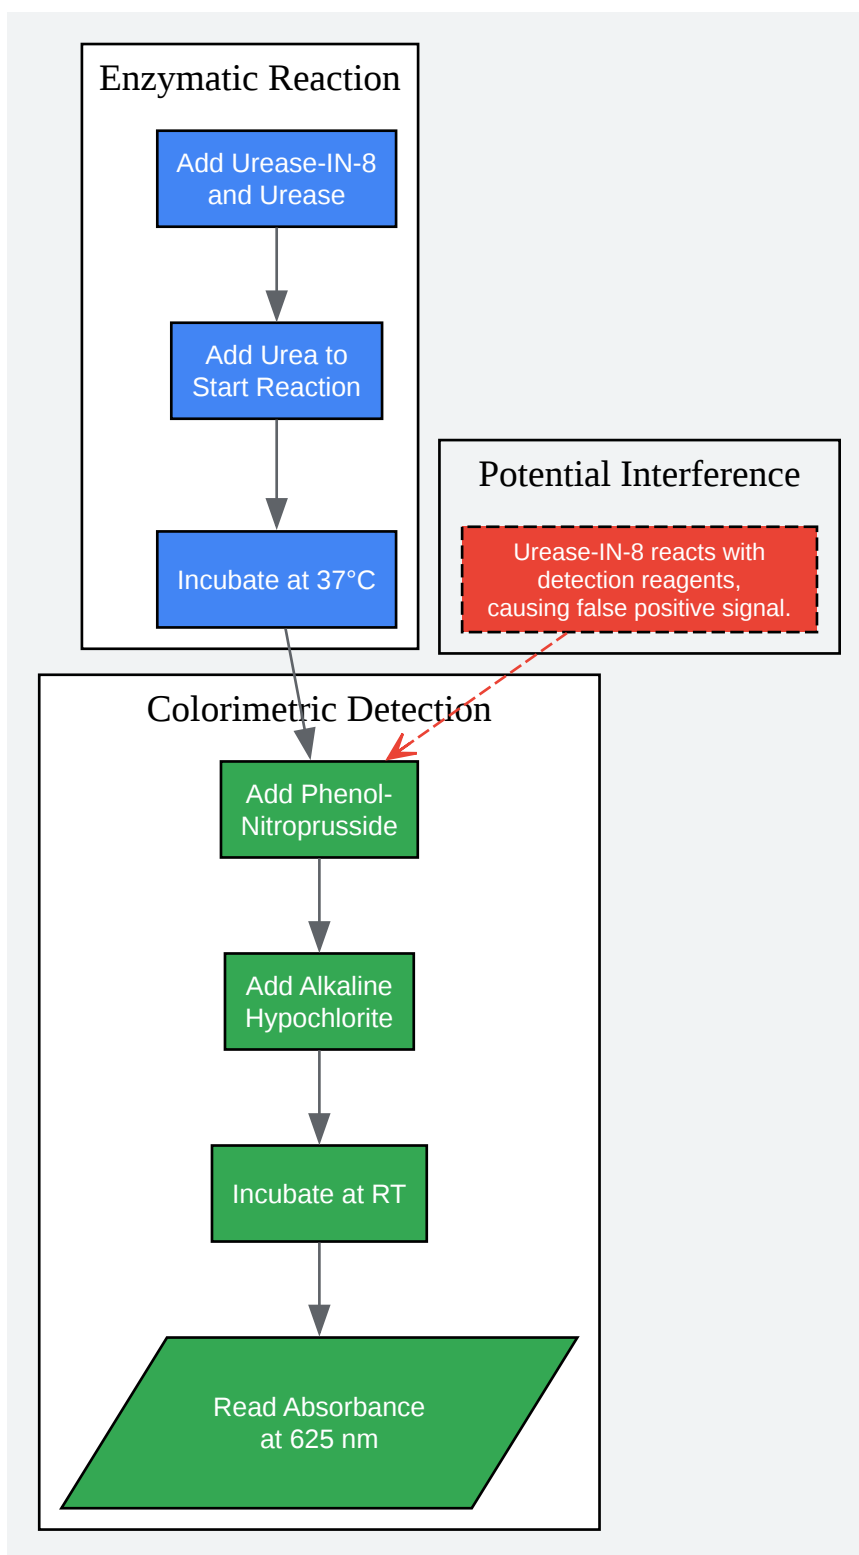 Enzymatic Reaction
Add Urease-IN-8
and Urease
Add Urea to
Start Reaction
Incubate at 37°C
Potential Interference
Urease-IN-8 reacts with
detection reagents,
causing false positive signal.
Colorimetric Detection
Add Phenol-
Nitroprusside
Add Alkaline
Hypochlorite
Incubate at RT
Read Absorbance
at 625 nm